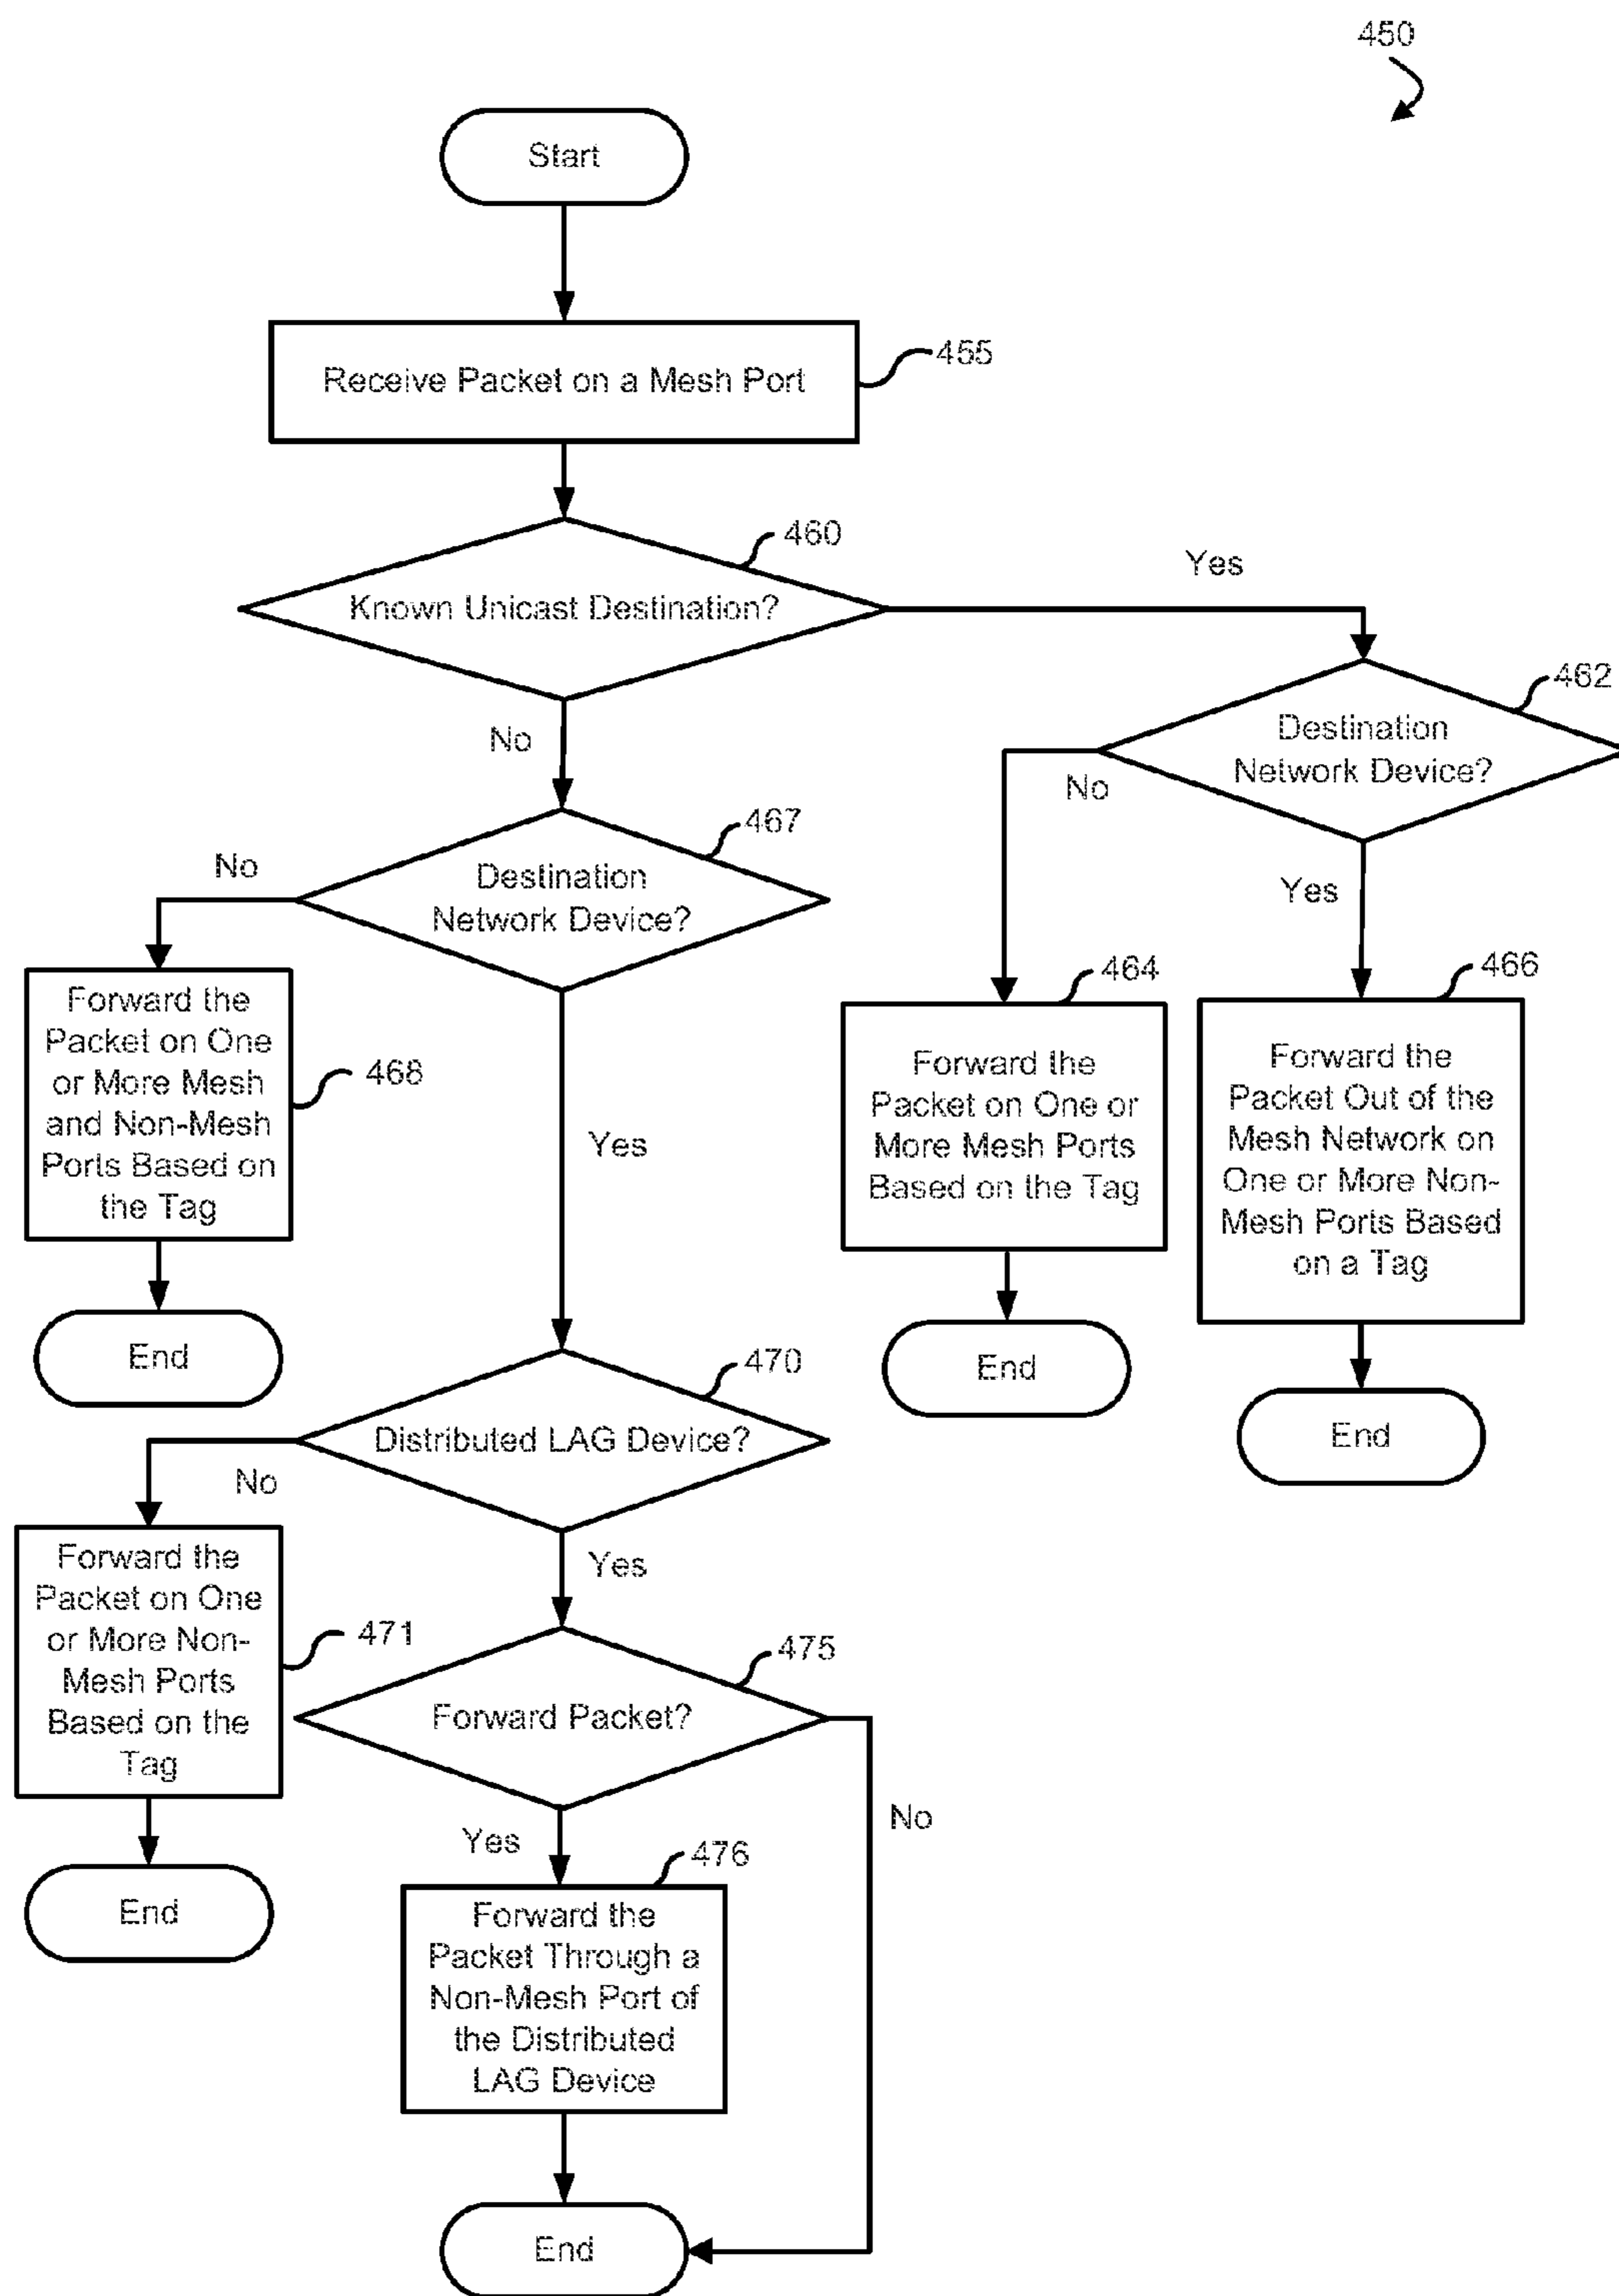 450
Start
Receive Packet on a Mesh Port
455
460
Known Unicast Destination?
Yes
No
462
Destination
Network Device?
No
Yes
467
Destination
Network Device?
No
Yes
464
Forward the
Packet on One or
More Mesh Ports
Based on the Tag
End
466
Forward the
Packet Out of the
Mesh Network on
One or More Non-
Mesh Ports Based
on a Tag
End
Forward the
Packet on One
or More Mesh
and Non-Mesh
Ports Based on
the Tag
468
End
470
Distributed LAG Device?
No
Yes
Forward the
Packet on One
or More Non-
Mesh Ports
Based on the
Tag
471
End
475
Forward Packet?
Yes
No
476
Forward the
Packet Through a
Non-Mesh Port of
the Distributed
LAG Device
End